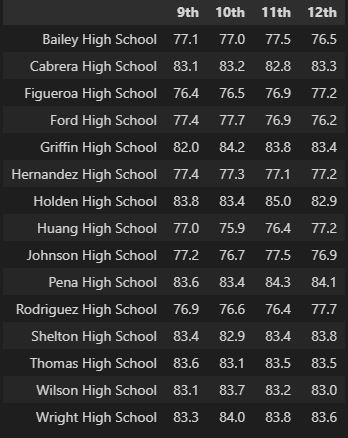 9th 10th 11th 12th
Bailey High School 77.1 77.0 77.5 76.5
Cabrera High School 83.1 83.2 82.8 83.3
Figueroa High School 76.4 76.5 76.9 77.2
Ford High School 77.4 77.7 76.9 76.2
Griffin High School 82.0 84.2 83.8 83.4
Hernandez High School 77.4 77.3 77.1 77.2
Holden High School 83.8 83.4 85.0 82.9
Huang High School 77.0 75.9 76.4 77.2
Johnson High School 77.2 76.7 77.5 76.9
Pena High School 83.6 83.4 84.3 84.1
Rodriguez High School 76.9 76.6 76.4 77.7
Shelton High School 83.4 82.9 83.4 83.8
Thomas High School 83.6 83.1 83.5 83.5
Wilson High School 83.1 83.7 83.2 83.0
Wright High School 83.3 84.0 83.8 83.6